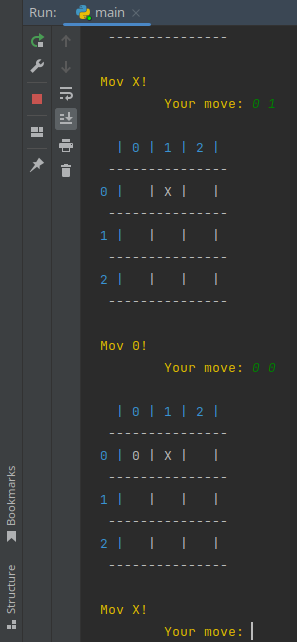 Run: main ×
---------------
Mov X!
Your move: 0 1
| 0 | 1 | 2 |
---------------
0 | | X | |
---------------
1 | | | |
---------------
2 | | | |
---------------
Mov 0!
Your move: 0 0
| 0 | 1 | 2 |
---------------
0 | 0 | X | |
---------------
1 | | | |
---------------
2 | | | |
---------------
Mov X!
Your move:
Bookmarks
Structure